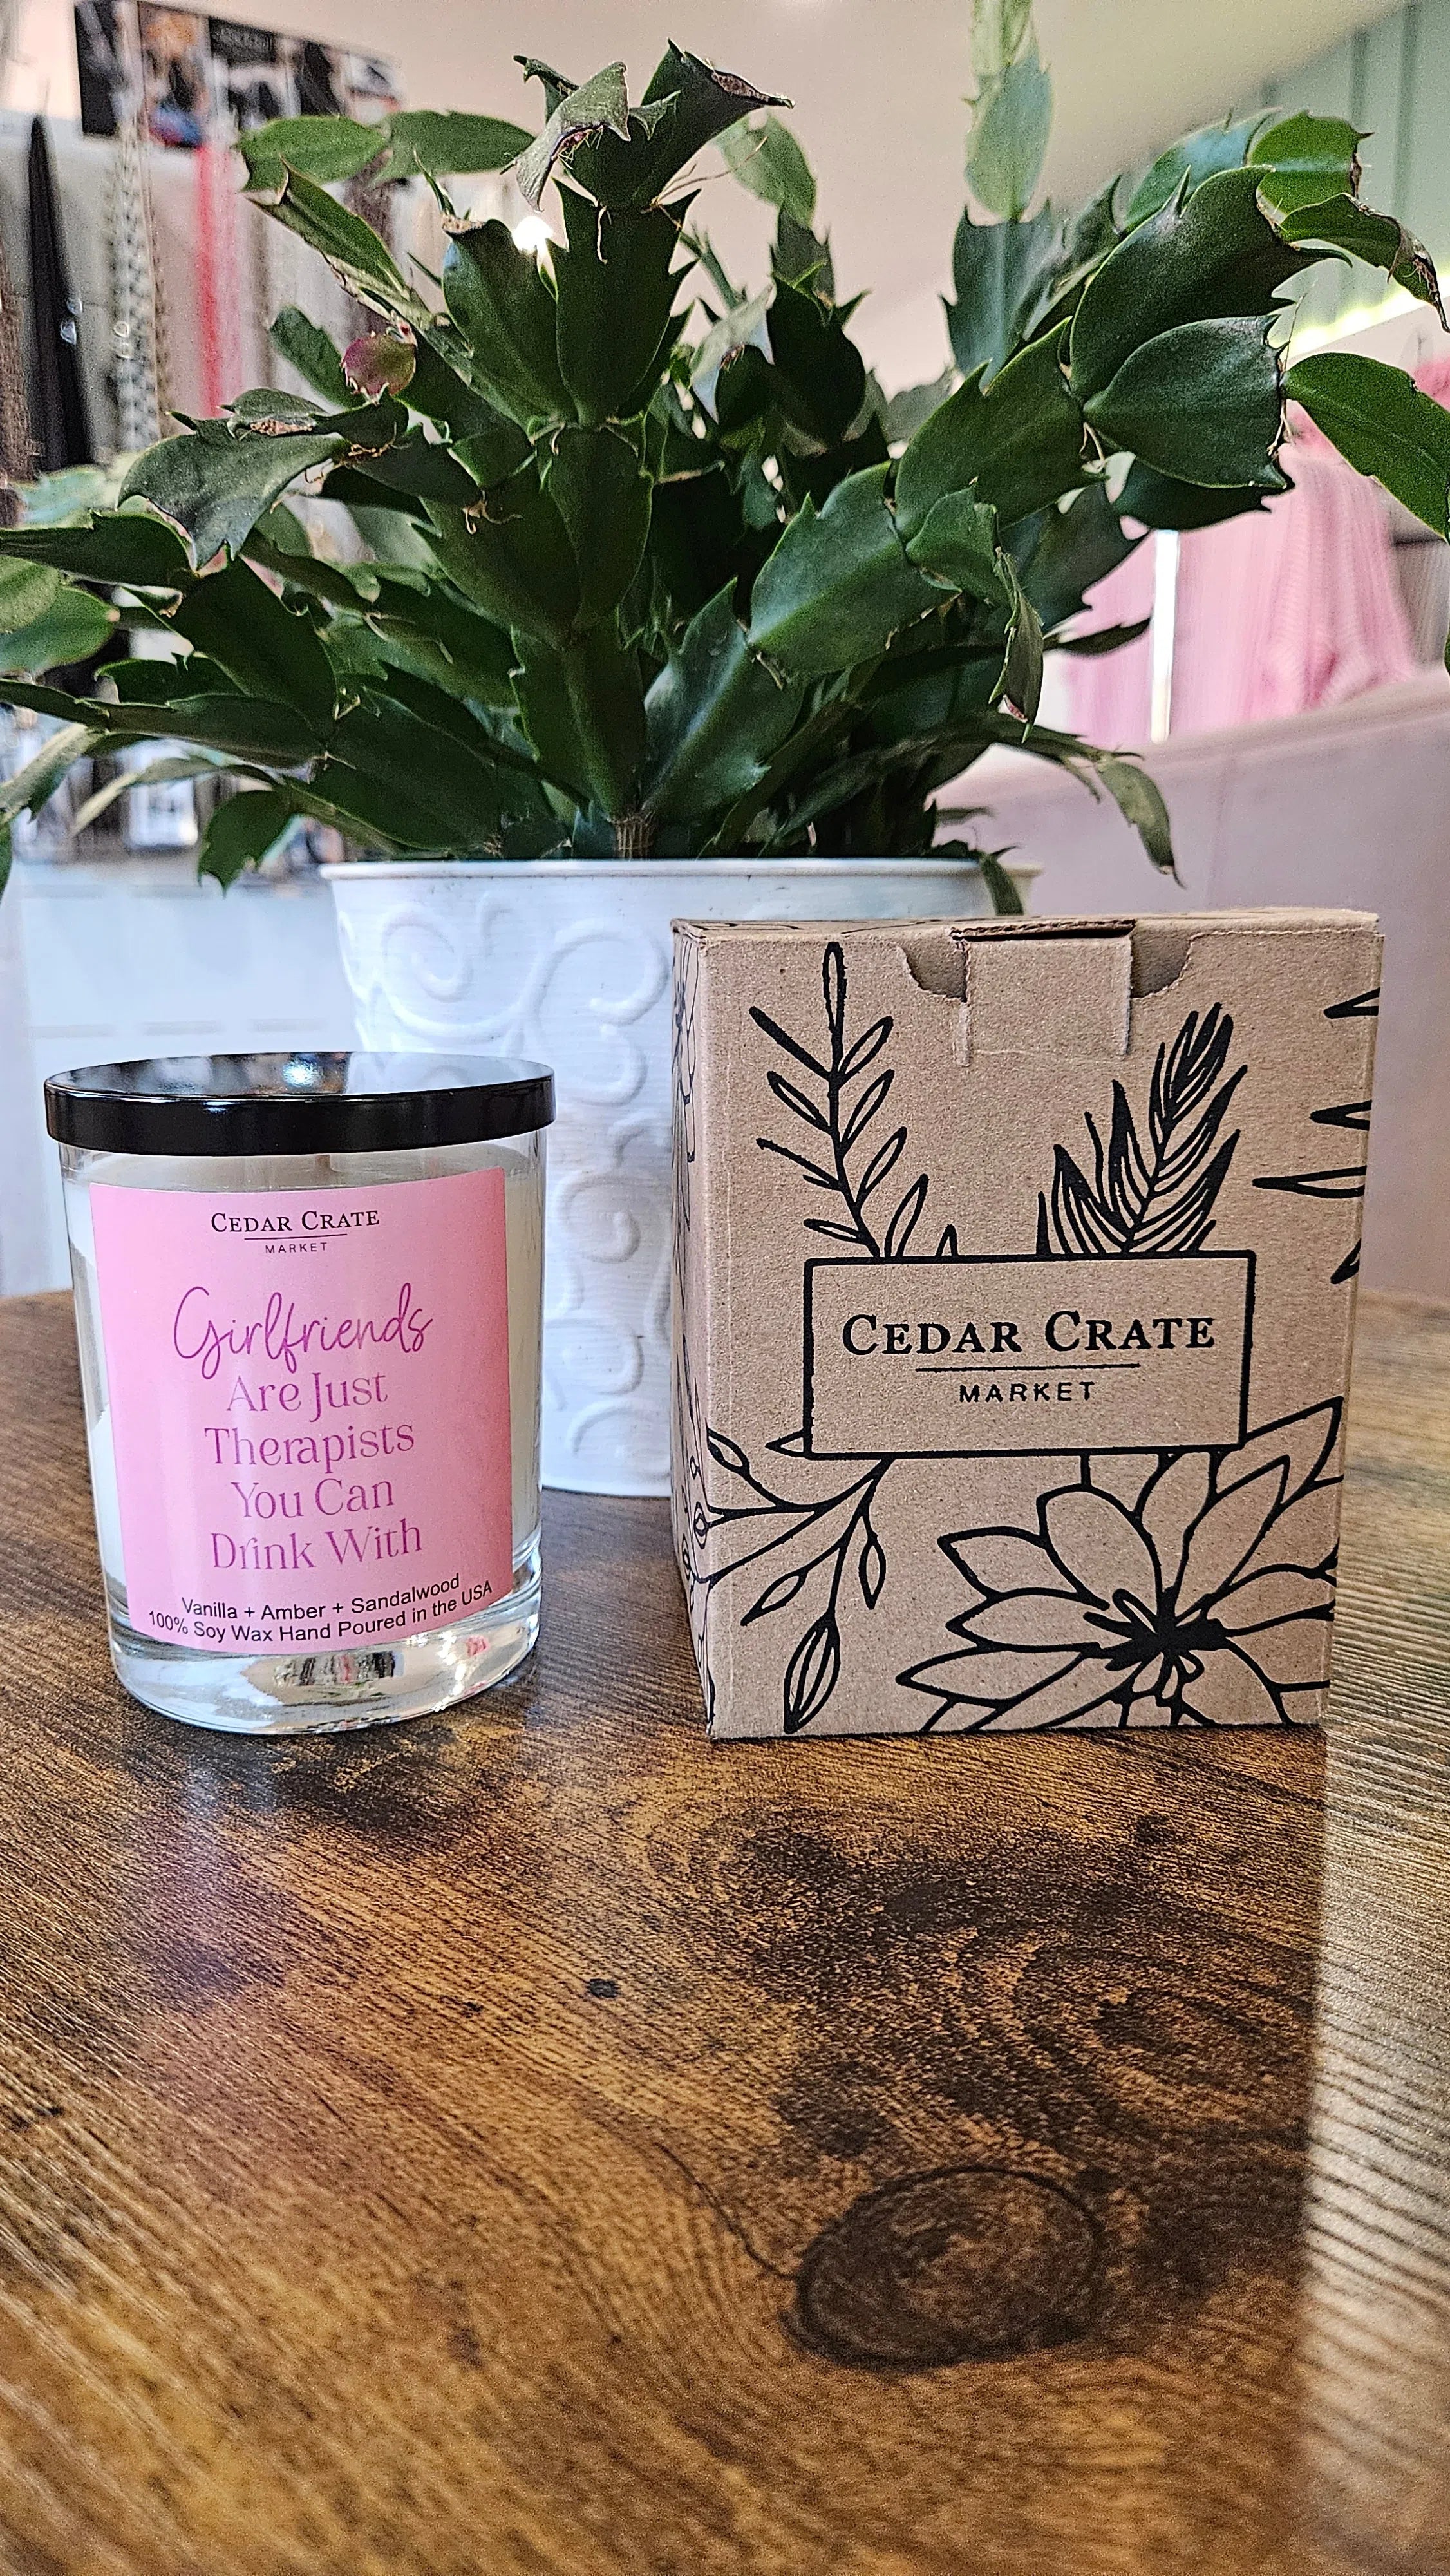 CEDAR CRATE
MARKET
Girlfriends
Are Just
Therapists
You Can
Drink With
Vanilla + Amber + Sandalwood
100% Soy Wax Hand Poured in the USA
CEDAR CRATE
MARKET